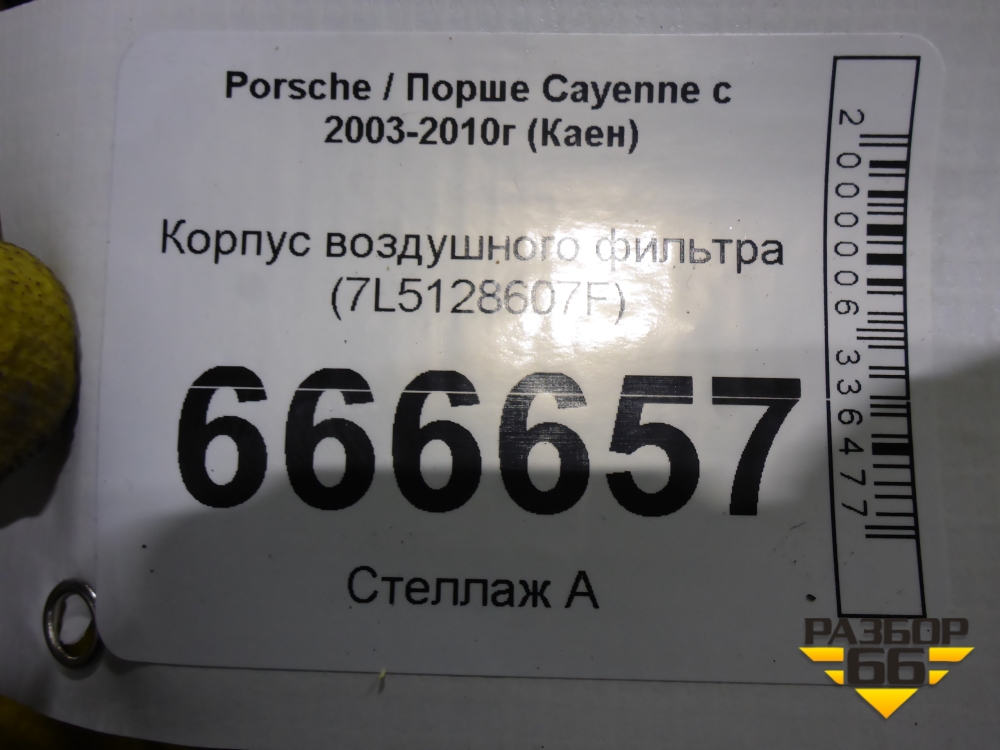 Porsche / Порше Cayenne с
2003-2010г (Каен)
Корпус воздушного фильтра
(7L5128607F)
666657
Стеллаж А
2000006336477
РАЗБОР
66